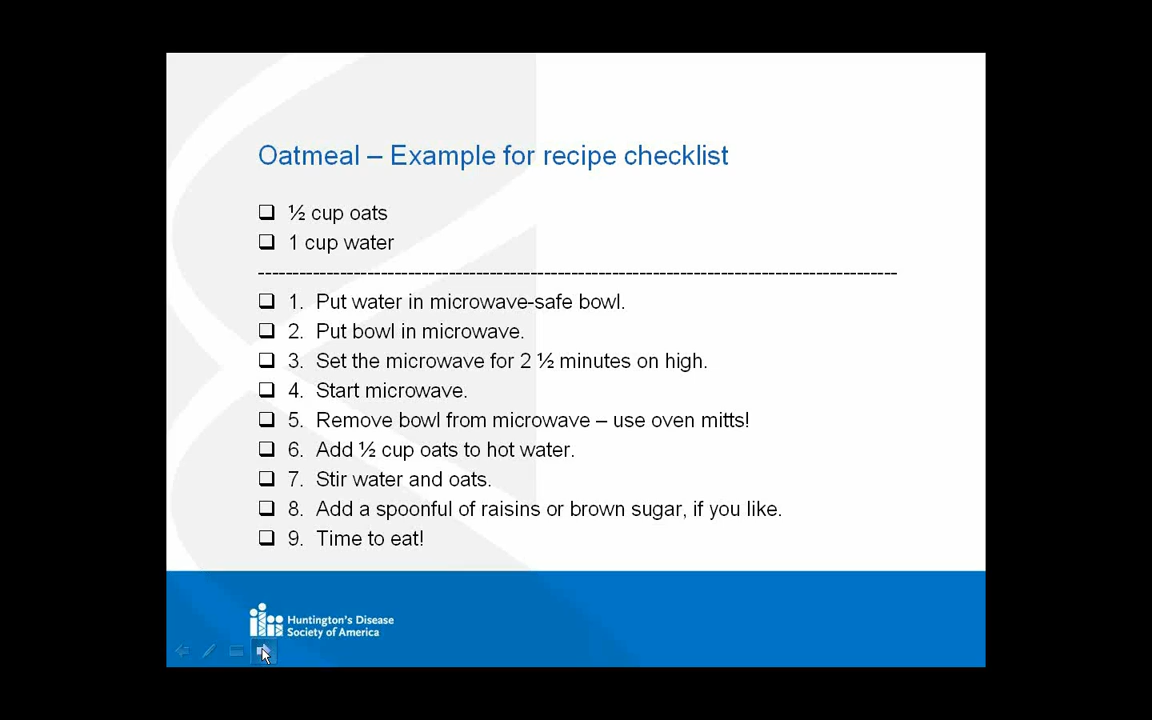 Oatmeal – Example for recipe checklist
❑ ½ cup oats
❑ 1 cup water
--------------------------------------------------------------------------------------------
❑ 1. Put water in microwave-safe bowl.
❑ 2. Put bowl in microwave.
❑ 3. Set the microwave for 2 ½ minutes on high.
❑ 4. Start microwave.
❑ 5. Remove bowl from microwave – use oven mitts!
❑ 6. Add ½ cup oats to hot water.
❑ 7. Stir water and oats.
❑ 8. Add a spoonful of raisins or brown sugar, if you like.
❑ 9. Time to eat!
Huntington's Disease
Society of America